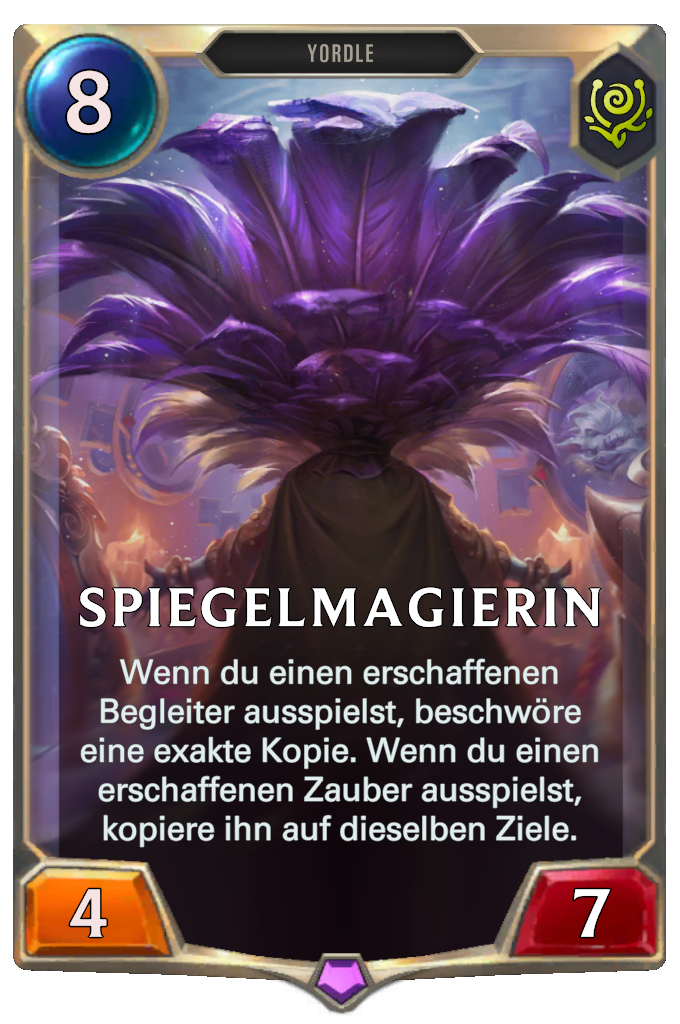 YORDLE
8
SPIEGELMAGIERIN
Wenn du einen erschaffenen
Begleiter ausspielst, beschwöre
eine exakte Kopie. Wenn du einen
erschaffenen Zauber ausspielst,
kopiere ihn auf dieselben Ziele.
4
7